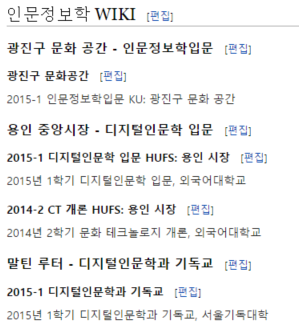 인문정보학 WIKI [편집]
광진구 문화 공간 - 인문정보학입문 [편집]
광진구 문화공간 [편집]
2015-1 인문정보학입문 KU: 광진구 문화 공간
용인 중앙시장 - 디지털인문학 입문 [편집]
2015-1 디지털인문학 입문 HUFS: 용인 시장 [편집]
2015년 1학기 디지털인문학 입문, 외국어대학교
2014-2 CT 개론 HUFS: 용인 시장 [편집]
2014년 2학기 문화 테크놀로지 개론, 외국어대학교
말틴 루터 - 디지털인문학과 기독교 [편집]
2015-1 디지털인문학과 기독교 [편집]
2015년 1학기 디지털인문학과 기독교, 서울기독대학